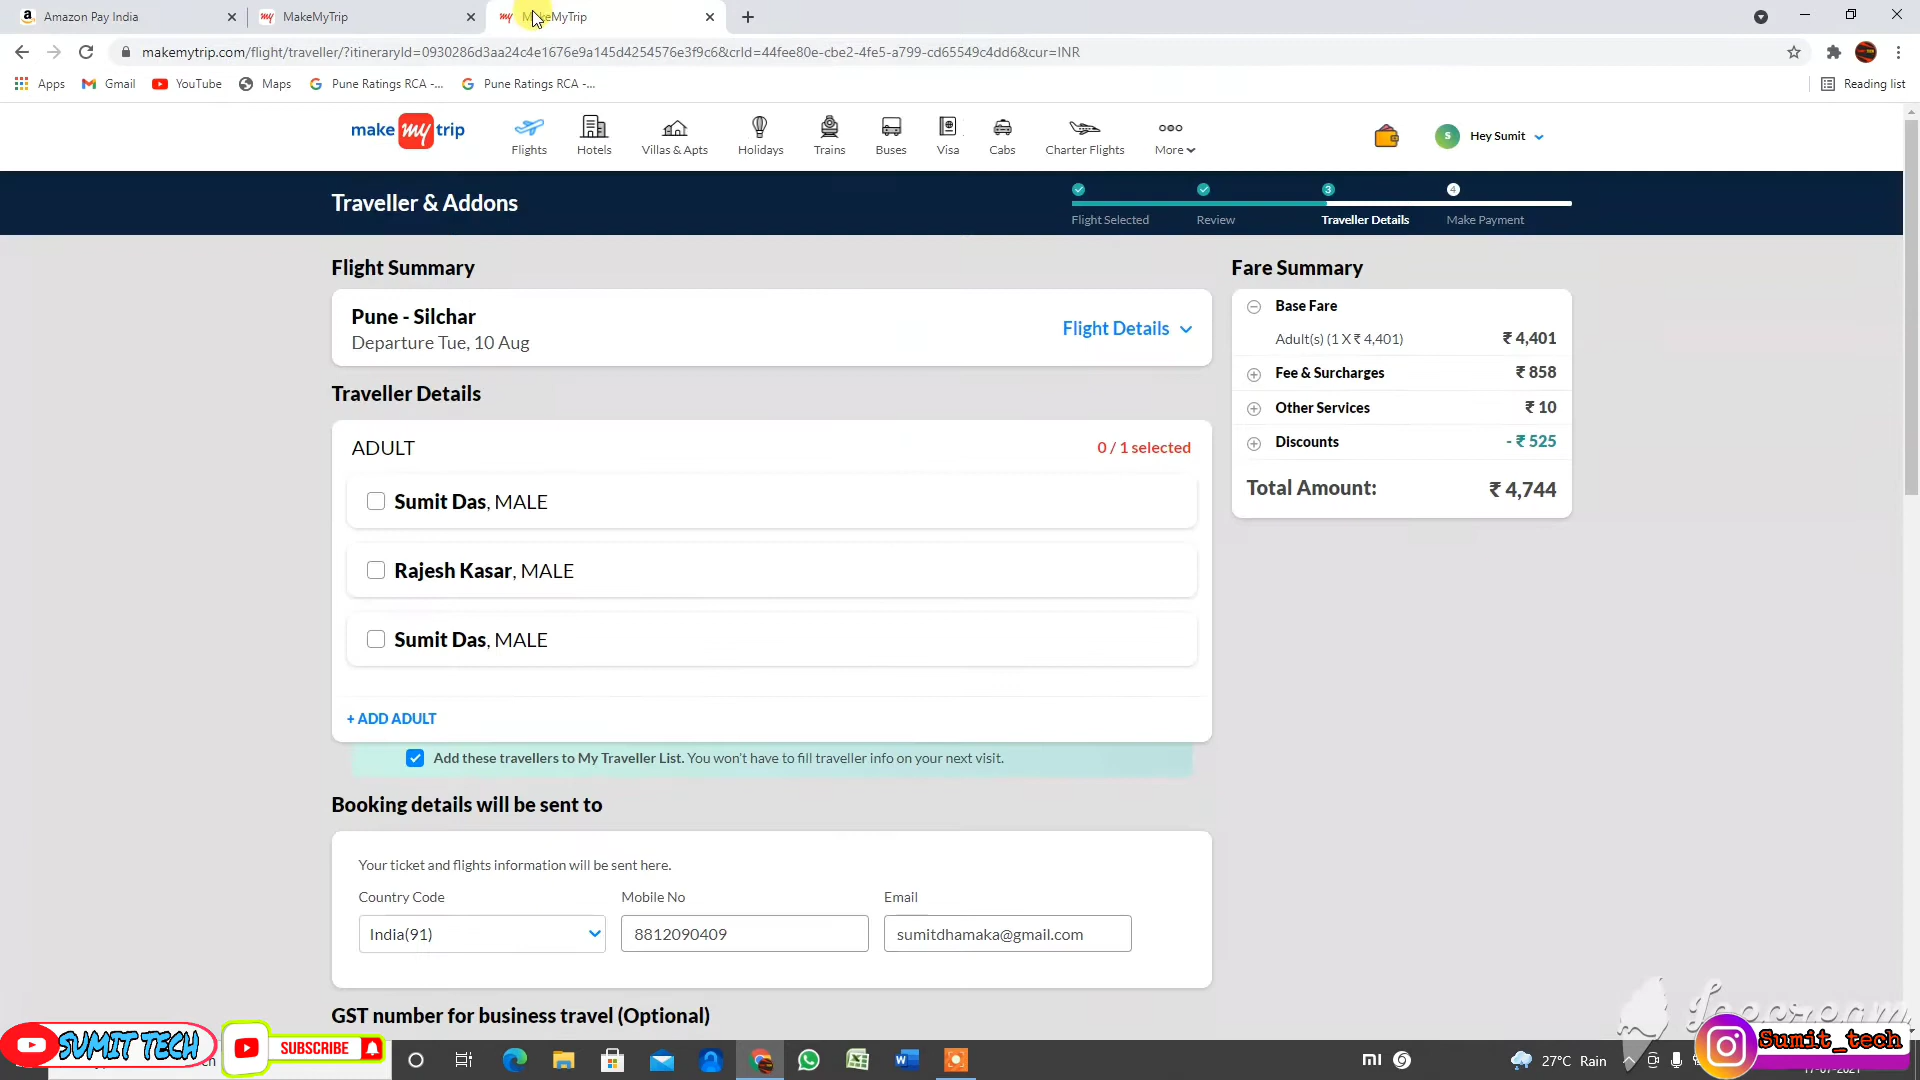 Amazon Pay India
MakeMyTrip
makemytrip.com/flight/traveller/?itineraryId=0930286d3aa24c4e1676e9a145d4254576e3f9c6&crId=44fee80e-cbe2-4fe5-a799-cd65549c4dd6&cur=INR
Apps
Gmail
YouTube
Maps
Pune Ratings RCA -...
Pune Ratings RCA -...
Reading list
make my trip
Flights
Hotels
Villas & Apts
Holidays
Trains
Buses
Visa
Cabs
Charter Flights
More
S
Hey Sumit
Traveller & Addons
3
4
Flight Selected
Review
Traveller Details
Make Payment
Flight Summary
Pune - Silchar
Departure Tue, 10 Aug
Flight Details
Traveller Details
ADULT
0 / 1 selected
Sumit Das, MALE
Rajesh Kasar, MALE
Sumit Das, MALE
+ ADD ADULT
Add these travellers to My Traveller List. You won't have to fill traveller info on your next visit.
Fare Summary
Base Fare
Adult(s) (1 X ₹ 4,401)
₹ 4,401
Fee & Surcharges
₹ 858
Other Services
₹ 10
Discounts
- ₹ 525
Total Amount:
₹ 4,744
Booking details will be sent to
Your ticket and flights information will be sent here.
Country Code
Mobile No
Email
India(91)
8812090409
sumitdhamaka@gmail.com
GST number for business travel (Optional)
SUMIT TECH
SUBSCRIBE
mi
27°C Rain
Sumit_tech